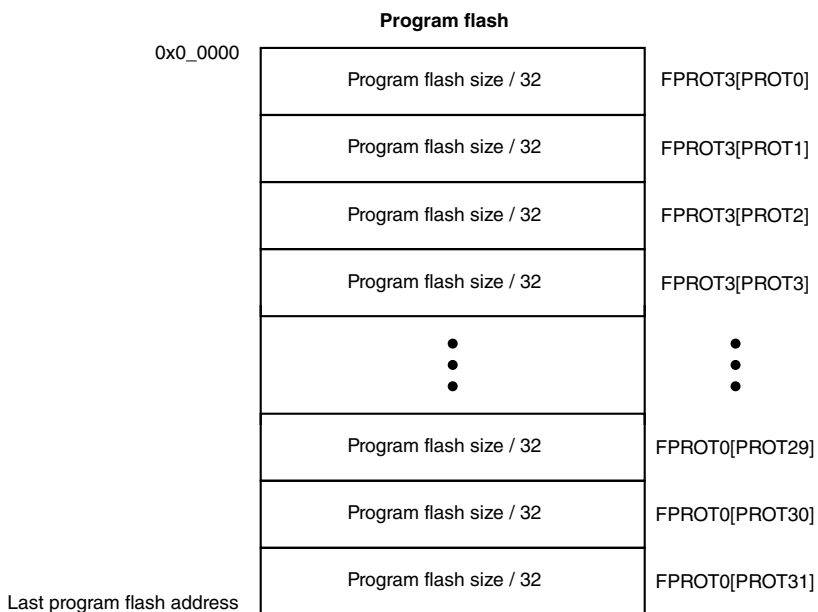 Program flash
0x0_0000
Program flash size / 32 FPROT3[PROT0]
Program flash size / 32 FPROT3[PROT1]
Program flash size / 32 FPROT3[PROT2]
Program flash size / 32 FPROT3[PROT3]
Program flash size / 32 FPROT0[PROT29]
Program flash size / 32 FPROT0[PROT30]
Program flash size / 32 FPROT0[PROT31]
Last program flash address